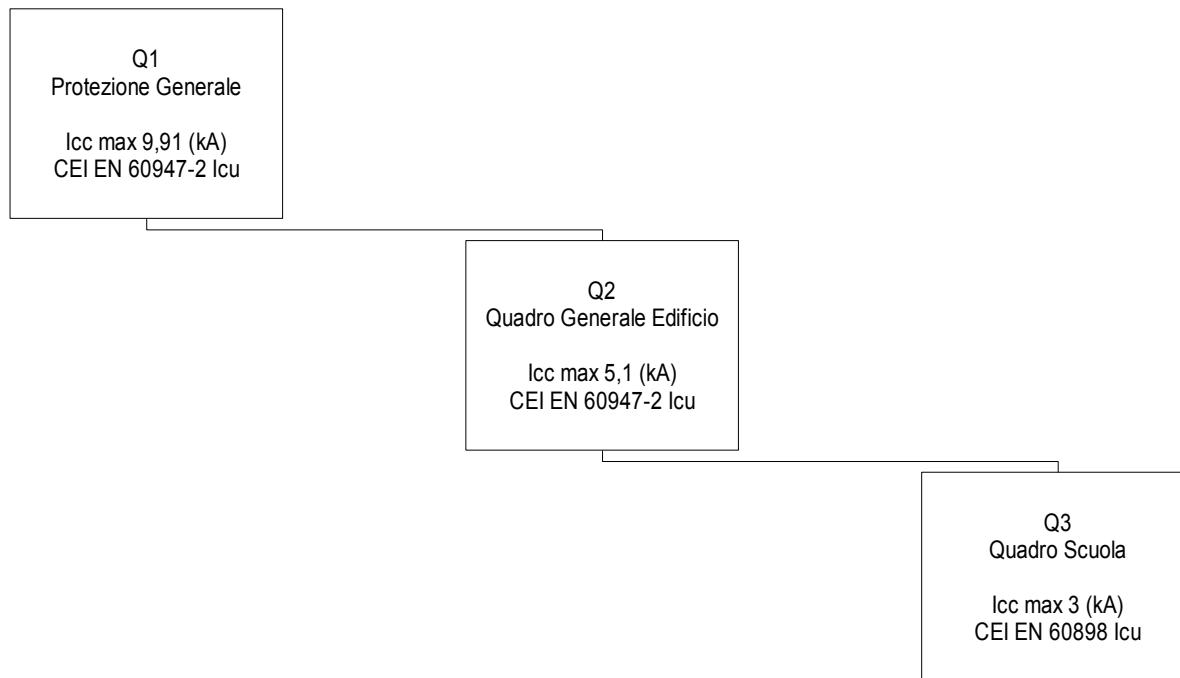 Q1
Protezione Generale
Icc max 9,91 (kA)
CEI EN 60947-2 Icu
Q2
Quadro Generale Edificio
Icc max 5,1 (kA)
CEI EN 60947-2 Icu
Q3
Quadro Scuola
Icc max 3 (kA)
CEI EN 60898 Icu